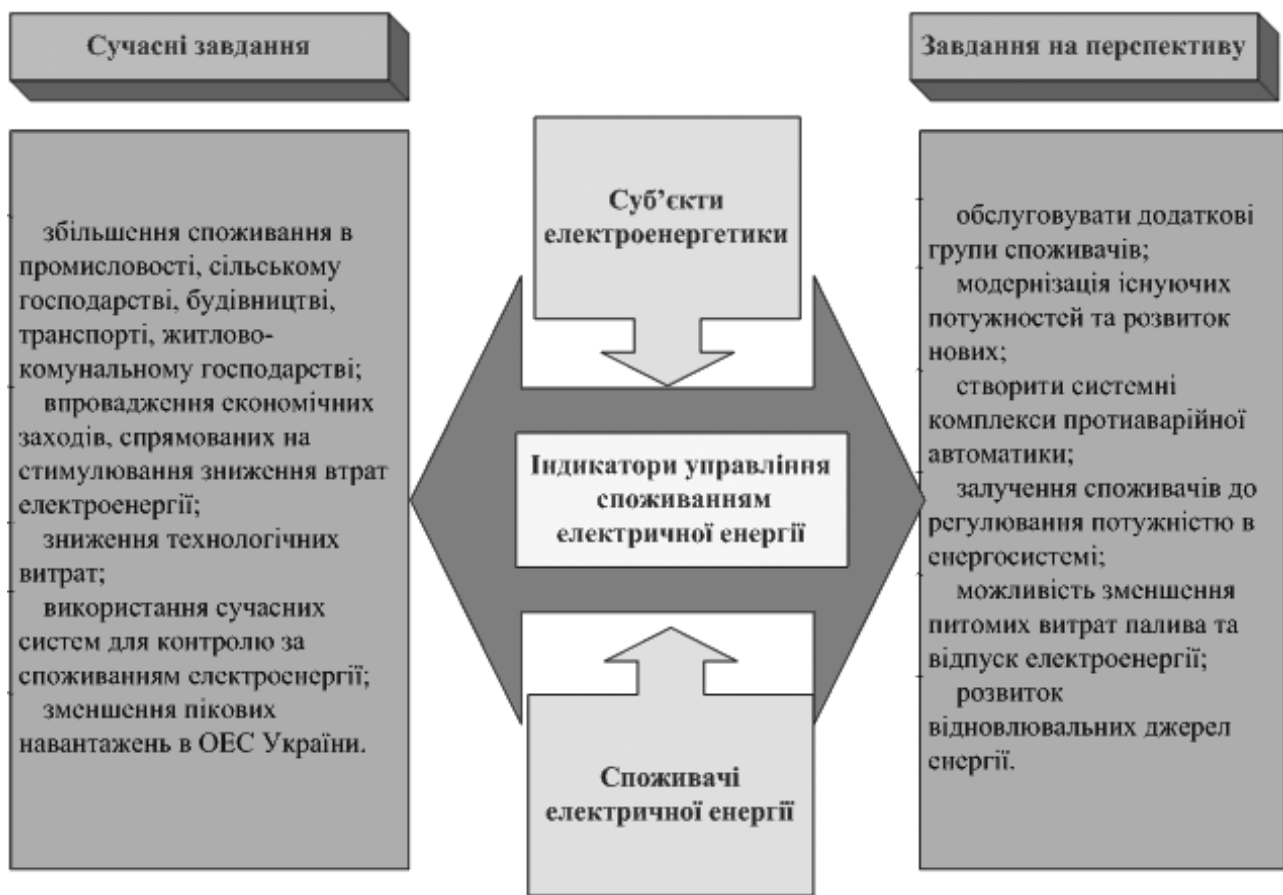 Сучасні завдання
збільшення споживання в
промисловості, сільському
господарстві, будівництві,
транспорті, житлово-
комунальному господарстві;
впровадження економічних
заходів, спрямованих на
стимулювання зниження втрат
електроенергії;
зниження технологічних
витрат;
використання сучасних
систем для контролю за
споживанням електроенергії;
зменшення пікових
навантажень в ОЕС України.
Суб’єкти
електроенергетики
Індикатори управління
споживанням
електричної енергії
Споживачі
електричної енергії
Завдання на перспективу
обслуговувати додаткові
групи споживачів;
модернізація існуючих
потужностей та розвиток
нових;
створити системні
комплекси протиаварійної
автоматики;
залучення споживачів до
регулювання потужністю в
енергосистемі;
можливість зменшення
питомих витрат палива та
відпуск електроенергії;
розвиток
відновлювальних джерел
енергії.